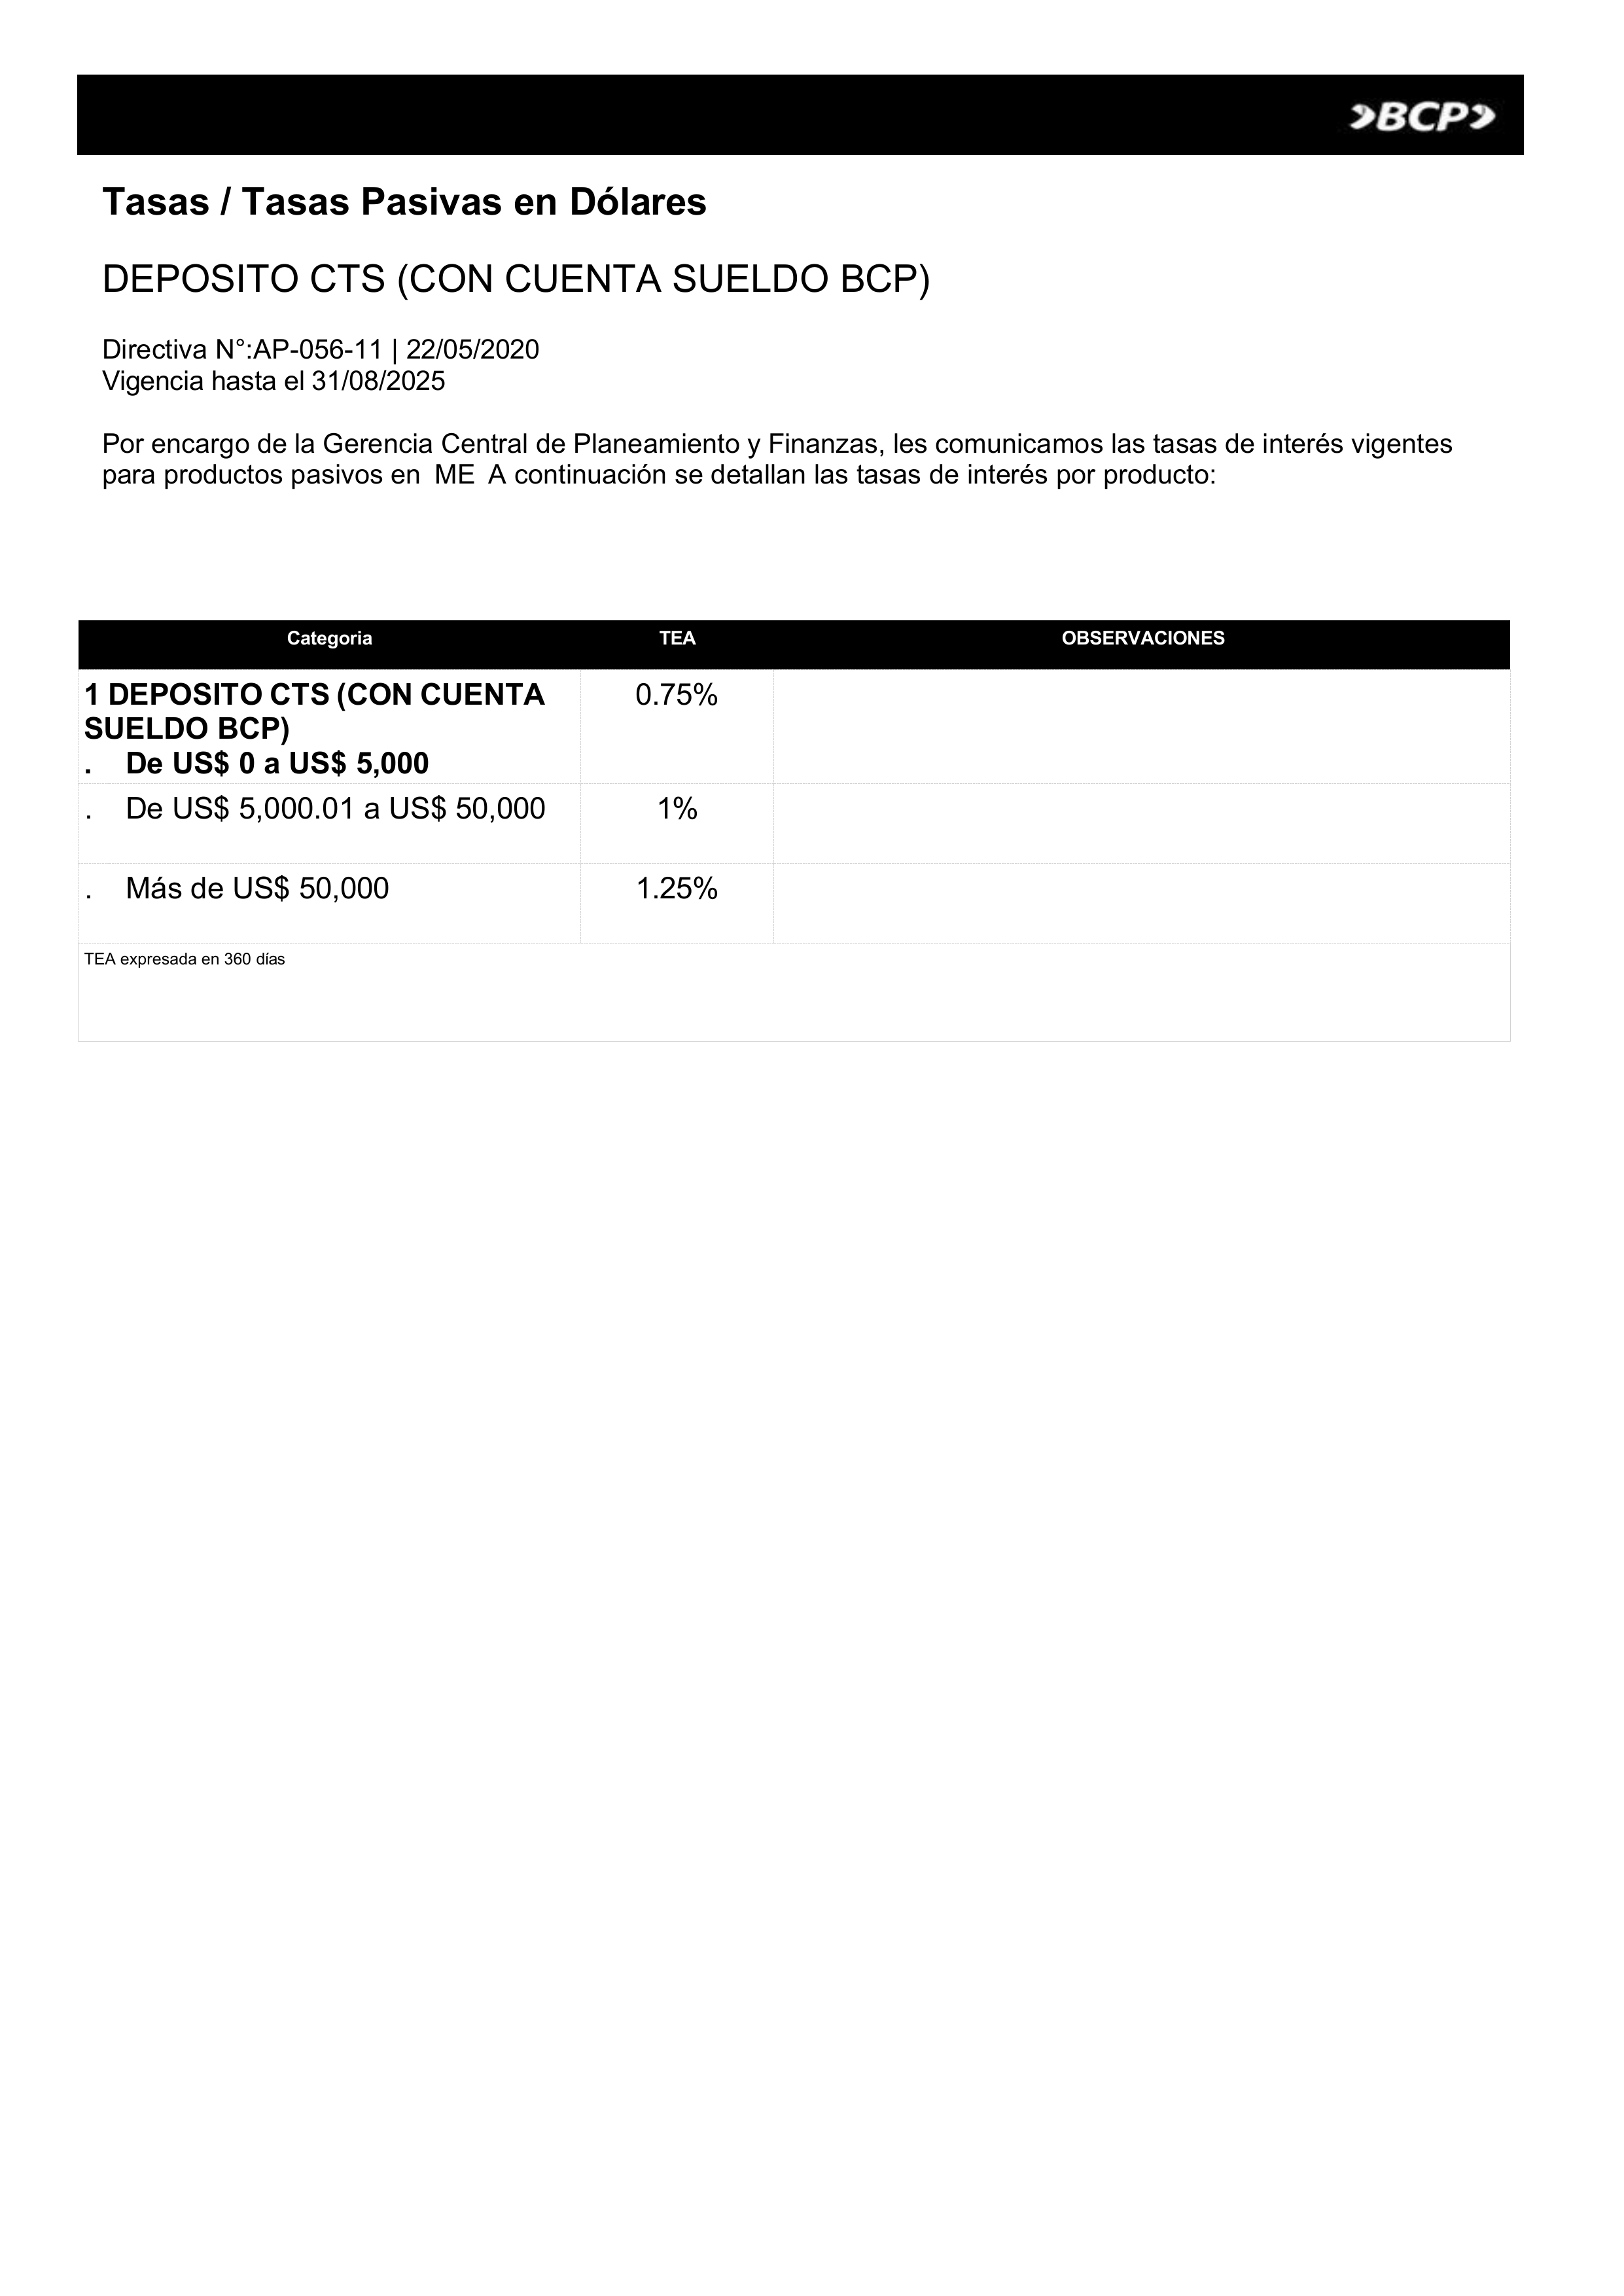 BCP
Tasas / Tasas Pasivas en Dólares
DEPOSITO CTS (CON CUENTA SUELDO BCP)
Directiva N°:AP-056-11 | 22/05/2020
Vigencia hasta el 31/08/2025
Por encargo de la Gerencia Central de Planeamiento y Finanzas, les comunicamos las tasas de interés vigentes
para productos pasivos en  ME  A continuación se detallan las tasas de interés por producto:
Categoria TEA OBSERVACIONES
1 DEPOSITO CTS (CON CUENTA 0.75%
SUELDO BCP)
. De US$ 0 a US$ 5,000
. De US$ 5,000.01 a US$ 50,000 1%
. Más de US$ 50,000 1.25%
TEA expresada en 360 días